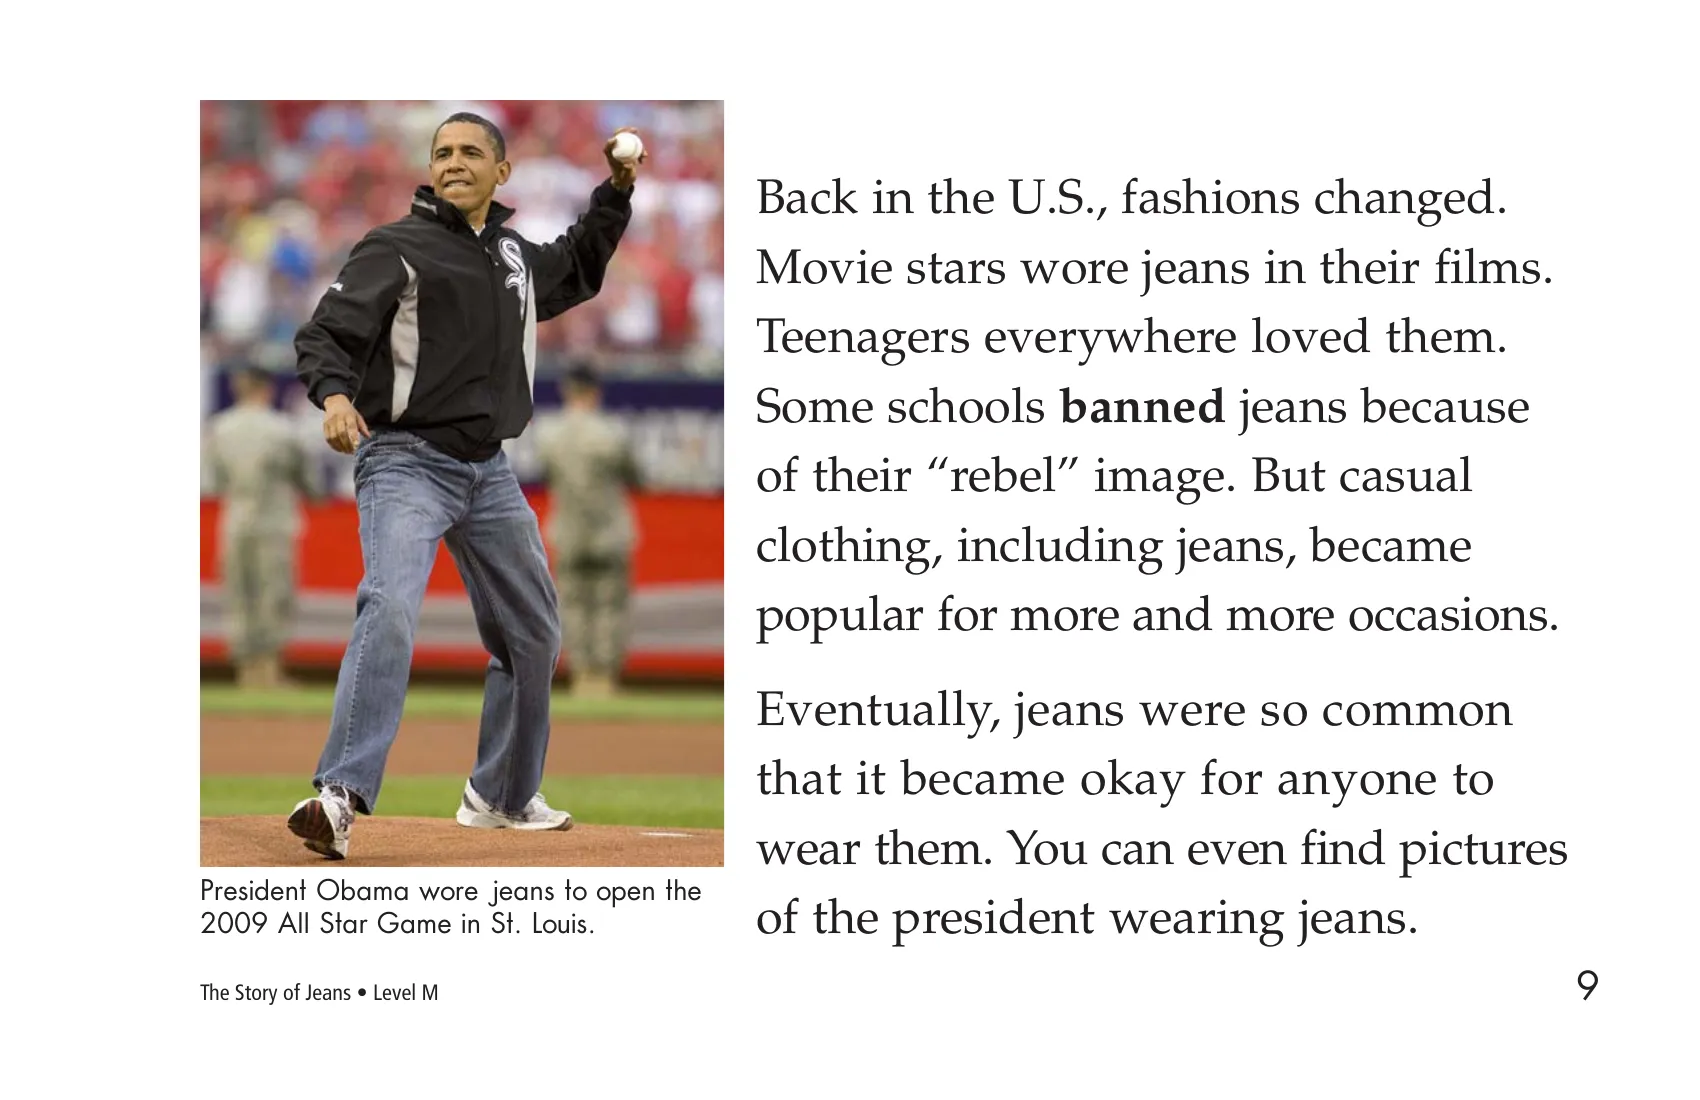 Back in the U.S., fashions changed.
Movie stars wore jeans in their films.
Teenagers everywhere loved them.
Some schools banned jeans because
of their “rebel” image. But casual
clothing, including jeans, became
popular for more and more occasions.
Eventually, jeans were so common
that it became okay for anyone to
wear them. You can even find pictures
of the president wearing jeans.
Sox
President Obama wore jeans to open the
2009 All Star Game in St. Louis.
The Story of Jeans • Level M
9